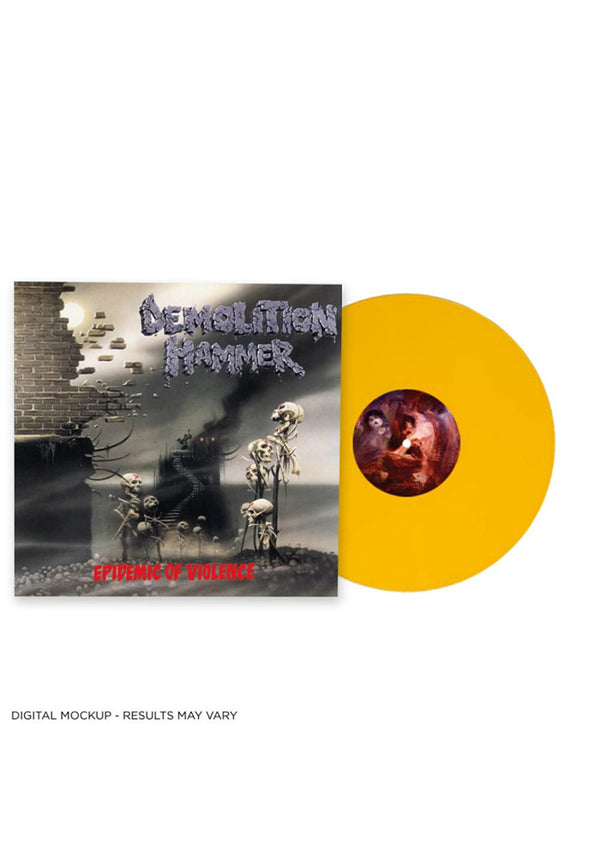 DEMOLITION
HAMMER
EPIDEMIC OF VIOLENCE
DIGITAL MOCKUP - RESULTS MAY VARY